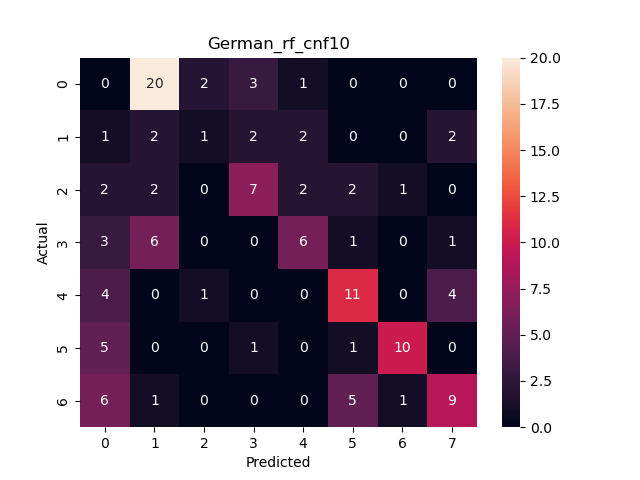 German_rf_cnf10
0 0 20 2 3 1 0 0 0
1 1 2 1 2 2 0 0 2
2 2 2 0 7 2 2 1 0
3 3 6 0 0 6 1 0 1
4 4 0 1 0 0 11 0 4
5 5 0 0 1 0 1 10 0
6 6 1 0 0 0 5 1 9
0 1 2 3 4 5 6 7
Actual
Predicted
20.0
17.5
15.0
12.5
10.0
7.5
5.0
2.5
0.0